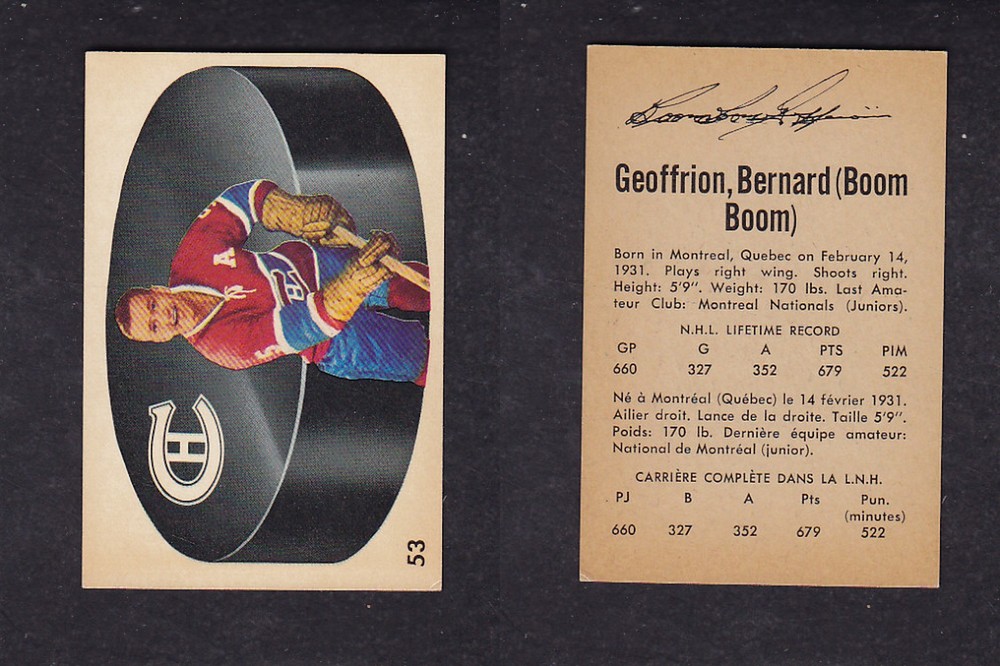 A
CH
53
Boom Boom Geoffrion
Geoffrion, Bernard (Boom
Boom)
Born in Montreal, Quebec on February 14,
1931. Plays right wing. Shoots right.
Height: 5'9". Weight: 170 lbs. Last Ama-
teur Club: Montreal Nationals (Juniors).
N.H.L. LIFETIME RECORD
GP G A PTS PIM
660 327 352 679 522
Né à Montréal (Québec) le 14 février 1931.
Ailier droit. Lance de la droite. Taille 5'9".
Poids: 170 lb. Dernière équipe amateur:
National de Montréal (junior).
CARRIÈRE COMPLÈTE DANS LA L.N.H.
PJ B A Pts Pun.
(minutes)
660 327 352 679 522